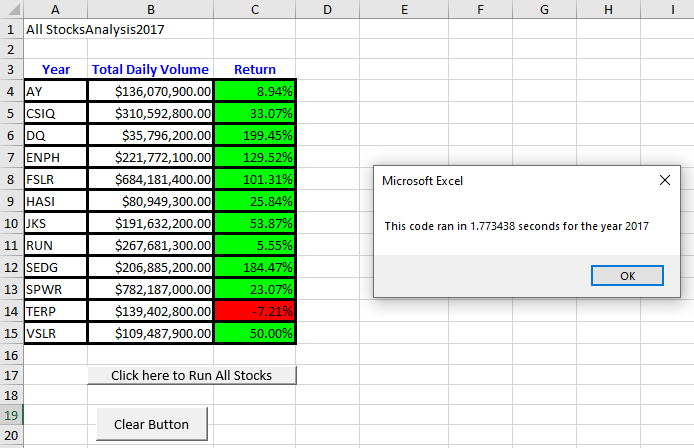 A B C D E F G H I
1 All StocksAnalysis2017
2
3 Year Total Daily Volume Return
4 AY $136,070,900.00 8.94%
5 CSIQ $310,592,800.00 33.07%
6 DQ $35,796,200.00 199.45%
7 ENPH $221,772,100.00 129.52%
8 FSLR $684,181,400.00 101.31%
9 HASI $80,949,300.00 25.84%
10 JKS $191,632,200.00 53.87%
11 RUN $267,681,300.00 5.55%
12 SEDG $206,885,200.00 184.47%
13 SPWR $782,187,000.00 23.07%
14 TERP $139,402,800.00 -7.21%
15 VSLR $109,487,900.00 50.00%
16
17 Click here to Run All Stocks
18
19 Clear Button
20
Microsoft Excel
This code ran in 1.773438 seconds for the year 2017
OK